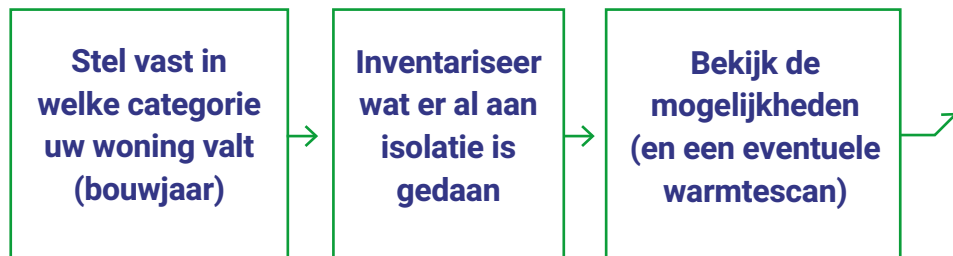 Stel vast in
welke categorie
uw woning valt
(bouwjaar)
Inventariseer
wat er al aan
isolatie is
gedaan
Bekijk de
mogelijkheden
(en een eventuele
warmtescan)